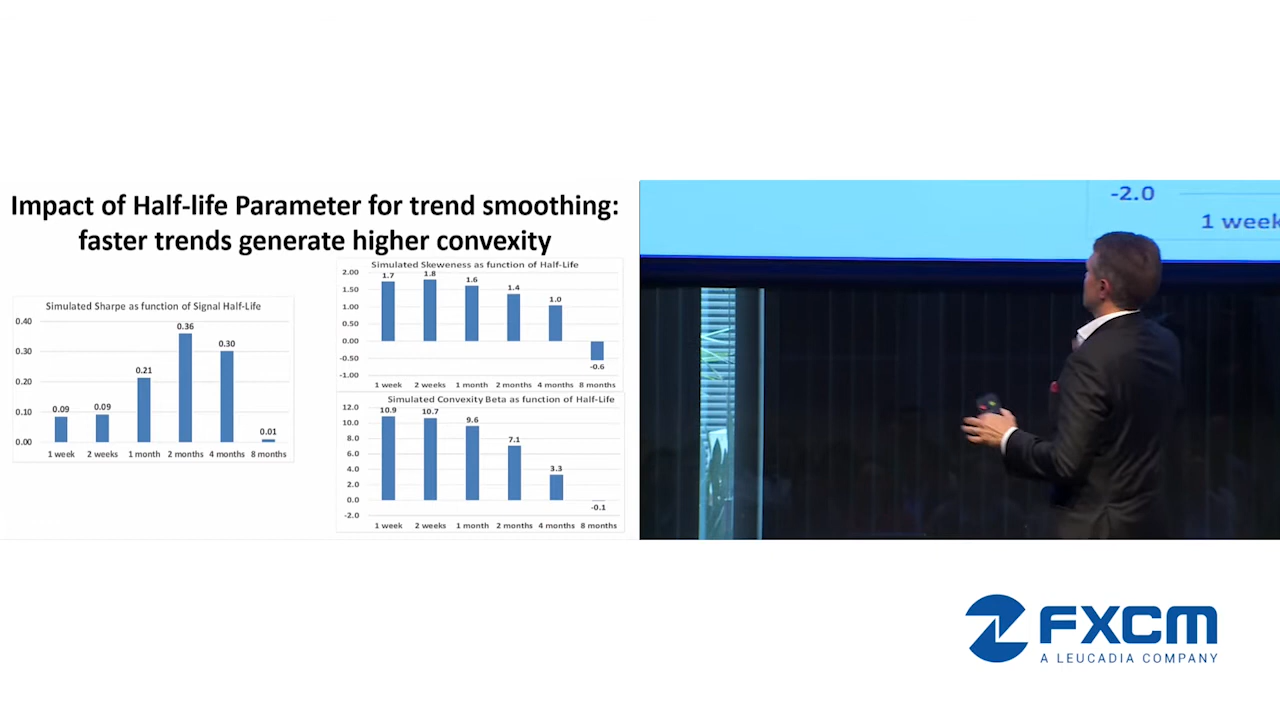 Impact of Half-life Parameter for trend smoothing:
faster trends generate higher convexity
Simulated Sharpe as function of Signal Half-Life
0.40
0.30
0.20
0.10
0.00
0.09
0.09
0.21
0.36
0.30
0.01
1 week
2 weeks
1 month
2 months
4 months
8 months
Simulated Skeweness as function of Half-Life
2.00
1.50
1.00
0.50
0.00
-0.50
-1.00
1.7
1.8
1.6
1.4
1.0
-0.6
1 week
2 weeks
1 month
2 months
4 months
8 months
Simulated Convexity Beta as function of Half-Life
12.0
10.0
8.0
6.0
4.0
2.0
0.0
-2.0
10.9
10.7
9.6
7.1
3.3
-0.1
1 week
2 weeks
1 month
2 months
4 months
8 months
-2.0
1 week
FXCM
A LEUCADIA COMPANY